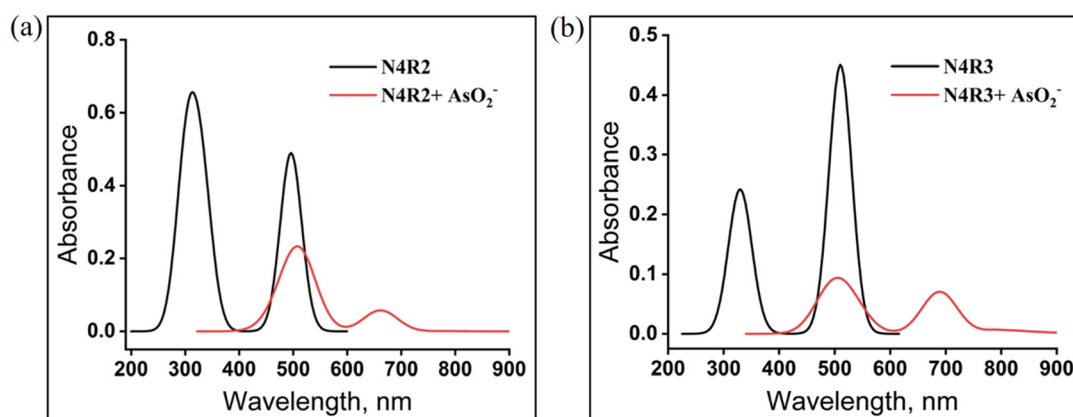 (a)
0.8
0.6
0.4
0.2
0.0
Absorbance
N4R2
N4R2+ AsO₂⁻
200 300 400 500 600 700 800 900
Wavelength, nm
(b)
0.5
0.4
0.3
0.2
0.1
0.0
Absorbance
N4R3
N4R3+ AsO₂⁻
200 300 400 500 600 700 800 900
Wavelength, nm